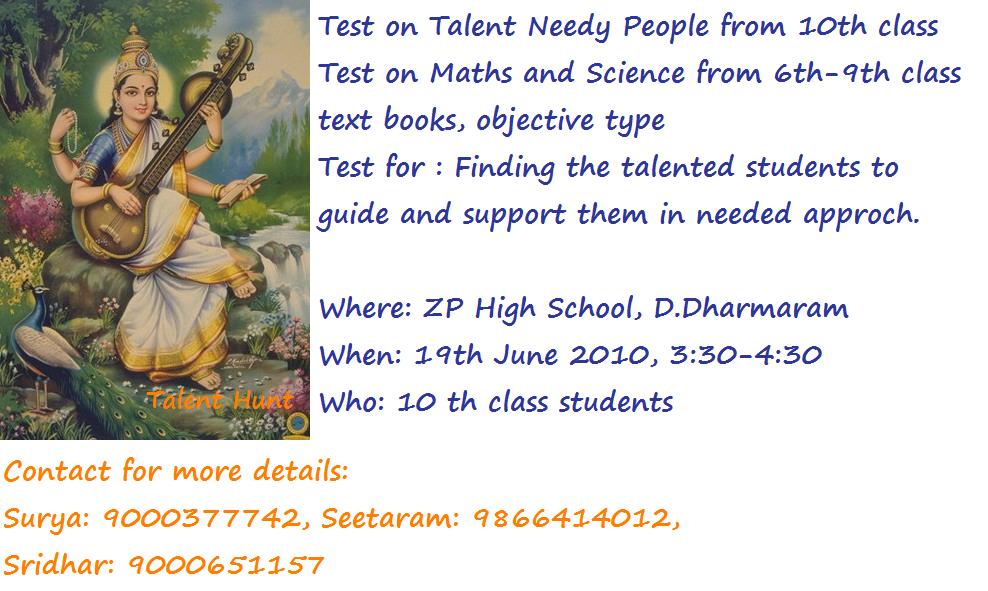 Test on Talent Needy People from 10th class
Test on Maths and Science from 6th-9th class
text books, objective type
Test for : Finding the talented students to
guide and support them in needed approch.
Where: ZP High School, D.Dharmaram
When: 19th June 2010, 3:30-4:30
Who: 10 th class students
Talent Hunt
Contact for more details:
Surya: 9000377742, Seetaram: 9866414012,
Sridhar: 9000651157